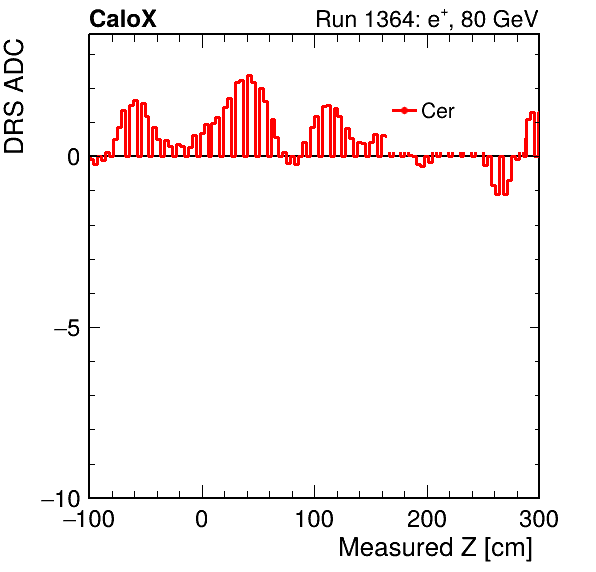 CaloX Run 1364: e⁺, 80 GeV
DRS ADC
Cer
0
−5
−10
−100 0 100 200 300
Measured Z [cm]